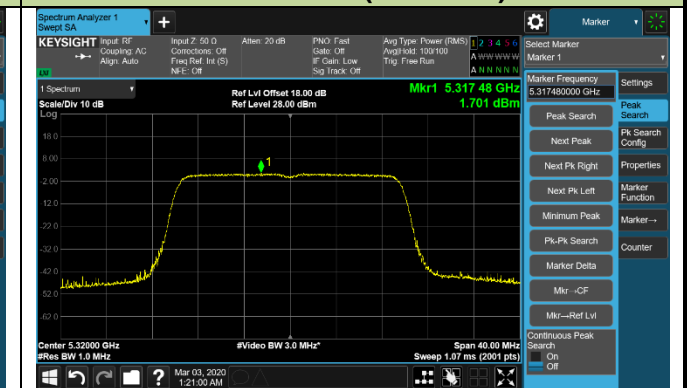 Spectrum Analyzer 1
Swept SA
KEYSIGHT
Input: RF
Coupling: AC
Align: Auto
Input Z: 50 Ω
Corrections: Off
Freq Ref: Int (S)
NFE: Off
Atten: 20 dB
PNO: Fast
Gate: Off
IF Gain: Low
Sig Track: Off
Avg Type: Power (RMS)
Avg|Hold: 100/100
Trig: Free Run
1 2 3 4 5 6
A W W W W W
A N N N N N
LW
1 Spectrum
Scale/Div 10 dB
Log
Ref Lvl Offset 18.00 dB
Ref Level 28.00 dBm
Mkr1 5.317 48 GHz
1.701 dBm
18.0
8.00
-2.00
-12.0
-22.0
-32.0
-42.0
-52.0
-62.0
1
Center 5.32000 GHz
#Res BW 1.0 MHz
#Video BW 3.0 MHz*
Span 40.00 MHz
Sweep 1.07 ms (2001 pts)
Mar 03, 2020
1:21:00 AM
Marker
Select Marker
Marker 1
Marker Frequency
5.317480000 GHz
Peak Search
Next Peak
Next Pk Right
Next Pk Left
Minimum Peak
Pk-Pk Search
Marker Delta
Mkr→CF
Mkr→Ref Lvl
Continuous Peak
Search
On
Off
Settings
Peak
Search
Pk Search
Config
Properties
Marker
Function
Marker→
Counter